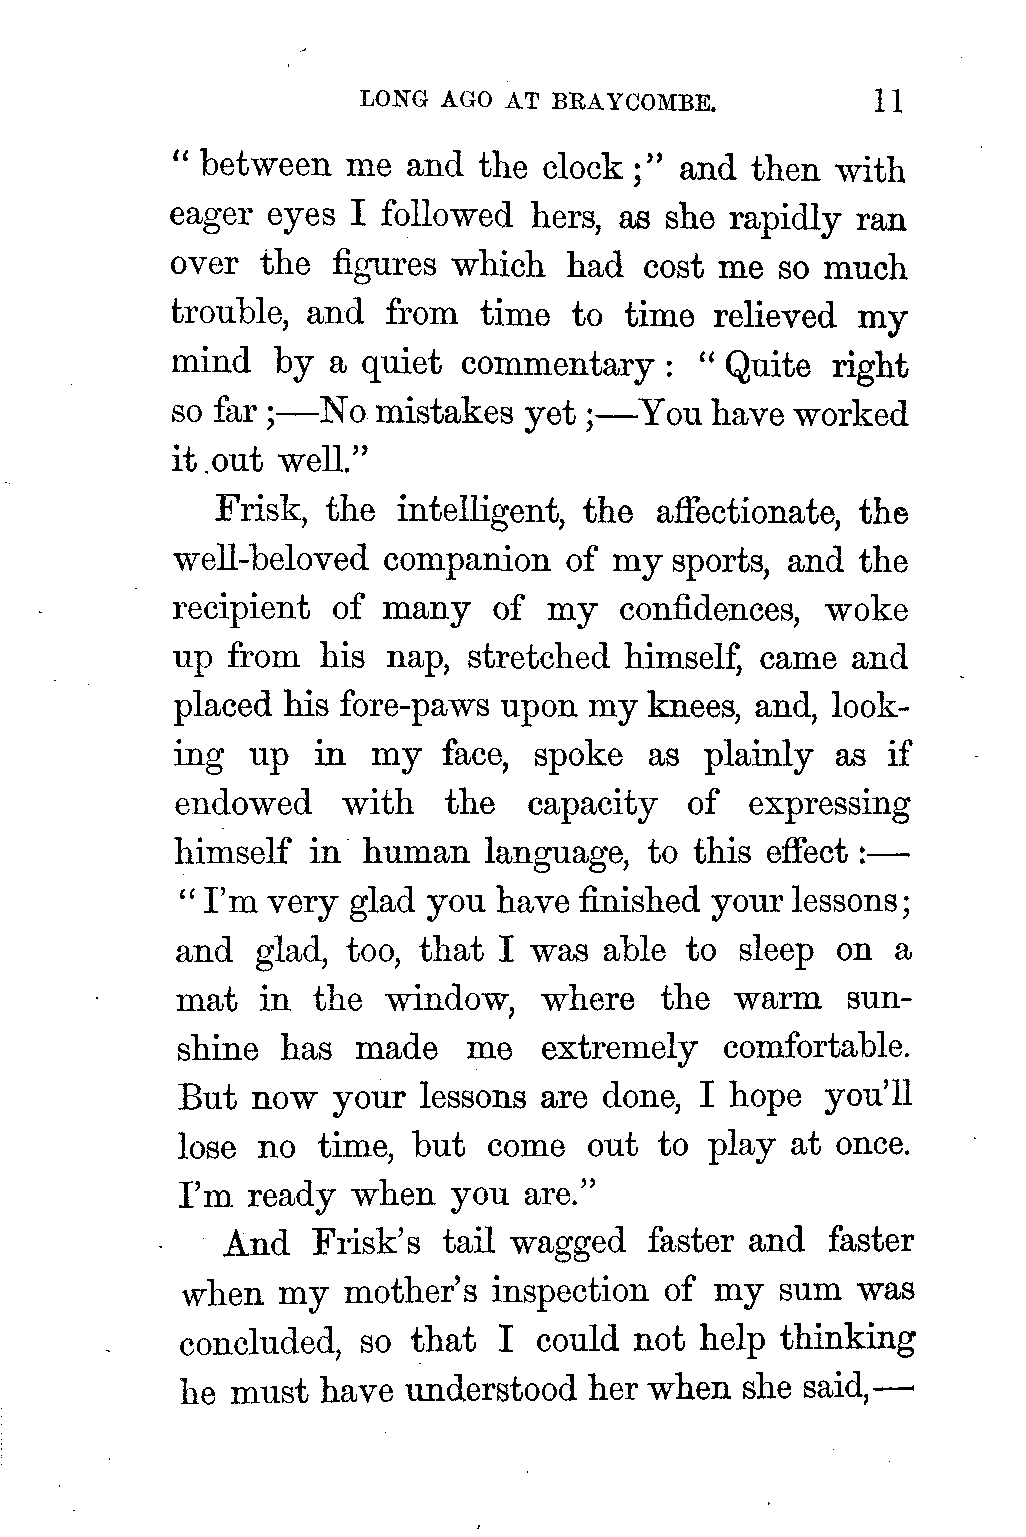 LONG AGO AT BRAYCOMBE. 11
“ between me and the clock ;” and then with
eager eyes I followed hers, as she rapidly ran
over the figures which had cost me so much
trouble, and from time to time relieved my
mind by a quiet commentary : “ Quite right
so far ;—No mistakes yet ;—You have worked
it out well.”
Frisk, the intelligent, the affectionate, the
well-beloved companion of my sports, and the
recipient of many of my confidences, woke
up from his nap, stretched himself, came and
placed his fore-paws upon my knees, and, look-
ing up in my face, spoke as plainly as if
endowed with the capacity of expressing
himself in human language, to this effect :—
“ I’m very glad you have finished your lessons;
and glad, too, that I was able to sleep on a
mat in the window, where the warm sun-
shine has made me extremely comfortable.
But now your lessons are done, I hope you’ll
lose no time, but come out to play at once.
I’m ready when you are.”
And Frisk’s tail wagged faster and faster
when my mother’s inspection of my sum was
concluded, so that I could not help thinking
he must have understood her when she said,—